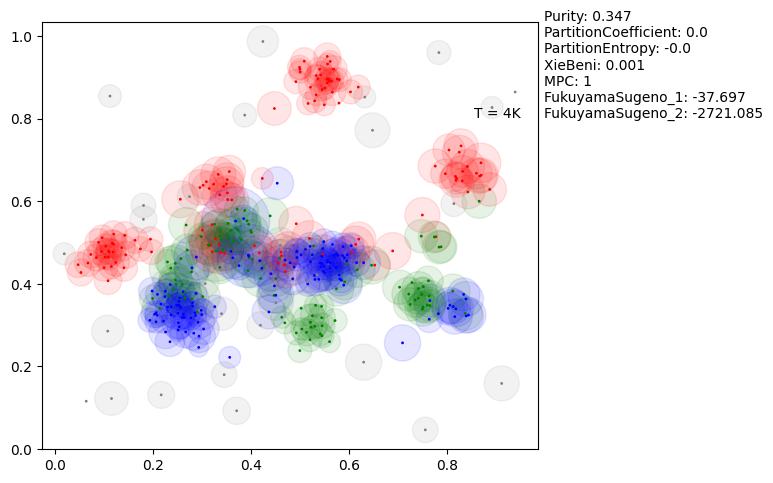 Purity: 0.347
PartitionCoefficient: 0.0
PartitionEntropy: -0.0
XieBeni: 0.001
MPC: 1
FukuyamaSugeno_1: -37.697
FukuyamaSugeno_2: -2721.085
T = 4K
1.0
0.8
0.6
0.4
0.2
0.0
0.0 0.2 0.4 0.6 0.8